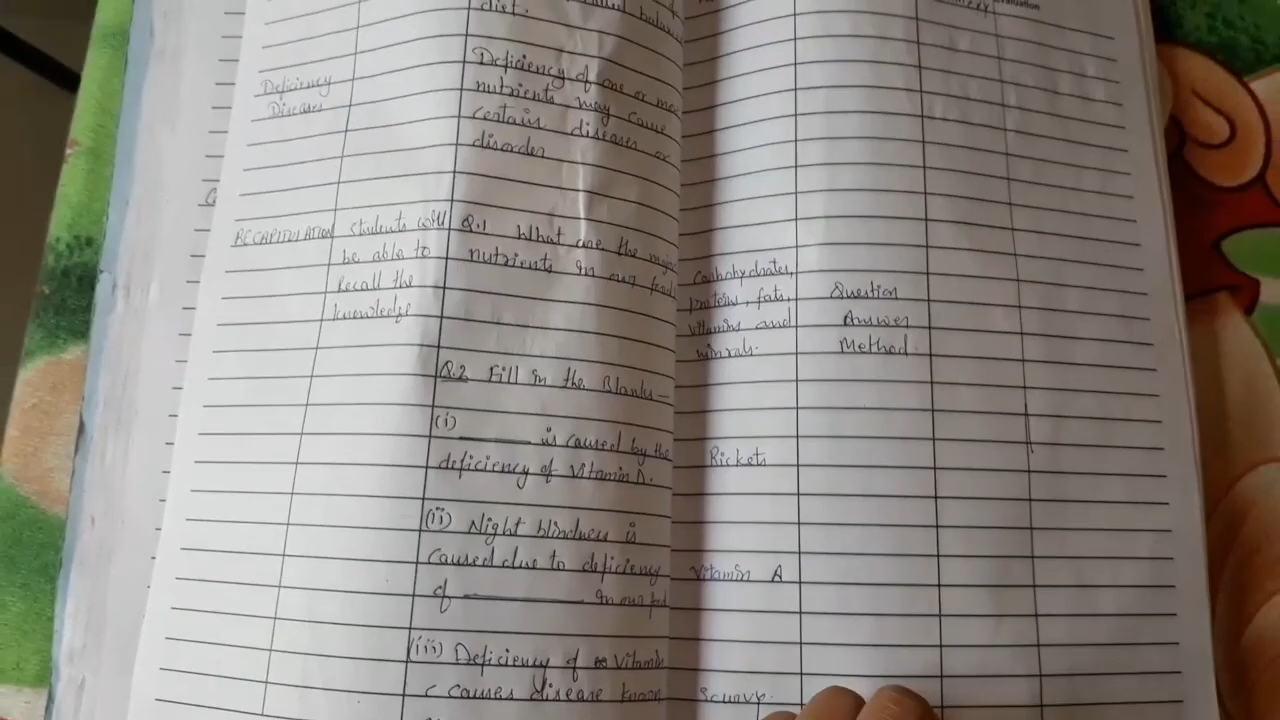 diet.
Deficiency
Diseases
Deficiency of one or more
nutrients may cause
certain diseases or
disorder
RECAPITULATION
Students will
be able to
Recall the
knowledge
Q.1 What are the major
nutrients in our food
Carbohydrates,
proteins, fats,
vitamins and
minerals.
Question
Answer
Method.
Q.2 Fill in the Blanks—
(i) ________ is caused by the
deficiency of Vitamin D.
Rickets
(ii) Night blindness is
caused due to deficiency
of ____________ in our food
Vitamin A
(iii) Deficiency of Vitamin
C causes disease known
Scurvy.